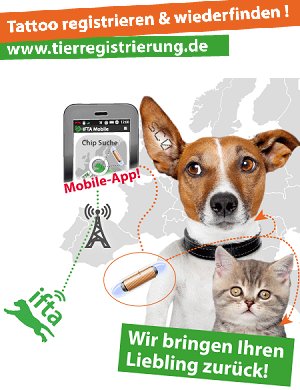 Tattoo registrieren & wiederfinden !
www.tierregistrierung.de
IFTA Mobile
Chip Suche
Mobile-App!
ifta
Wir bringen Ihren
Liebling zurück!